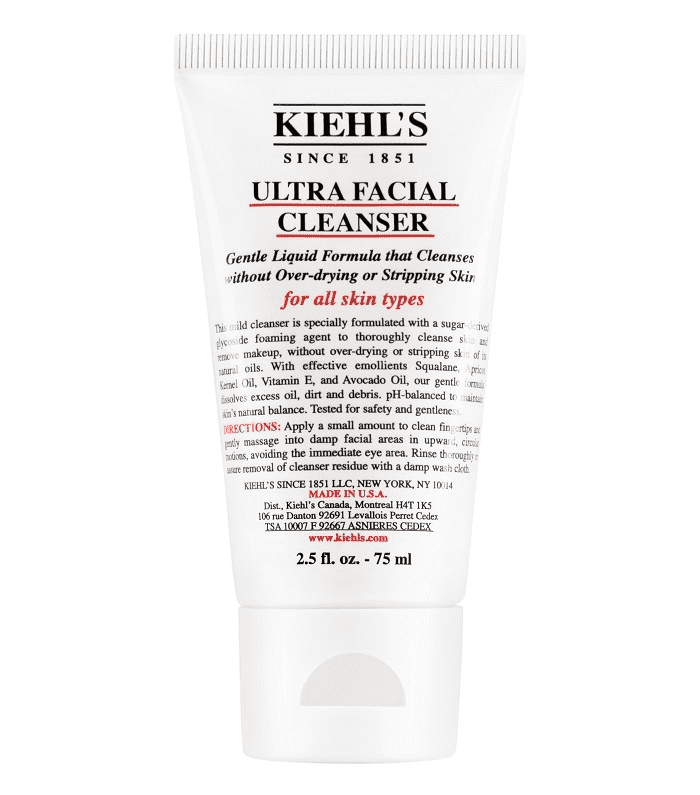 KIEHL'S
SINCE 1851
ULTRA FACIAL
CLEANSER
Gentle Liquid Formula that Cleanses
without Over-drying or Stripping Skin
for all skin types
This mild cleanser is specially formulated with a sugar-derived
glycoside foaming agent to thoroughly cleanse skin and
remove makeup, without over-drying or stripping skin of its
natural oils. With effective emollients Squalane, Apricot
Kernel Oil, Vitamin E, and Avocado Oil, our gentle formula
dissolves excess oil, dirt and debris. pH-balanced to maintain
skin's natural balance. Tested for safety and gentleness.
DIRECTIONS: Apply a small amount to clean fingertips and
gently massage into damp facial areas in upward, circular
motions, avoiding the immediate eye area. Rinse thoroughly
assure removal of cleanser residue with a damp wash cloth.
KIEHL'S SINCE 1851 LLC, NEW YORK, NY 10014
MADE IN U.S.A.
Dist., Kiehl's Canada, Montreal H4T 1K5
106 rue Danton 92691 Levallois Perret Cedex
TSA 10007 F 92667 ASNIERES CEDEX
www.kiehls.com
2.5 fl. oz. - 75 ml